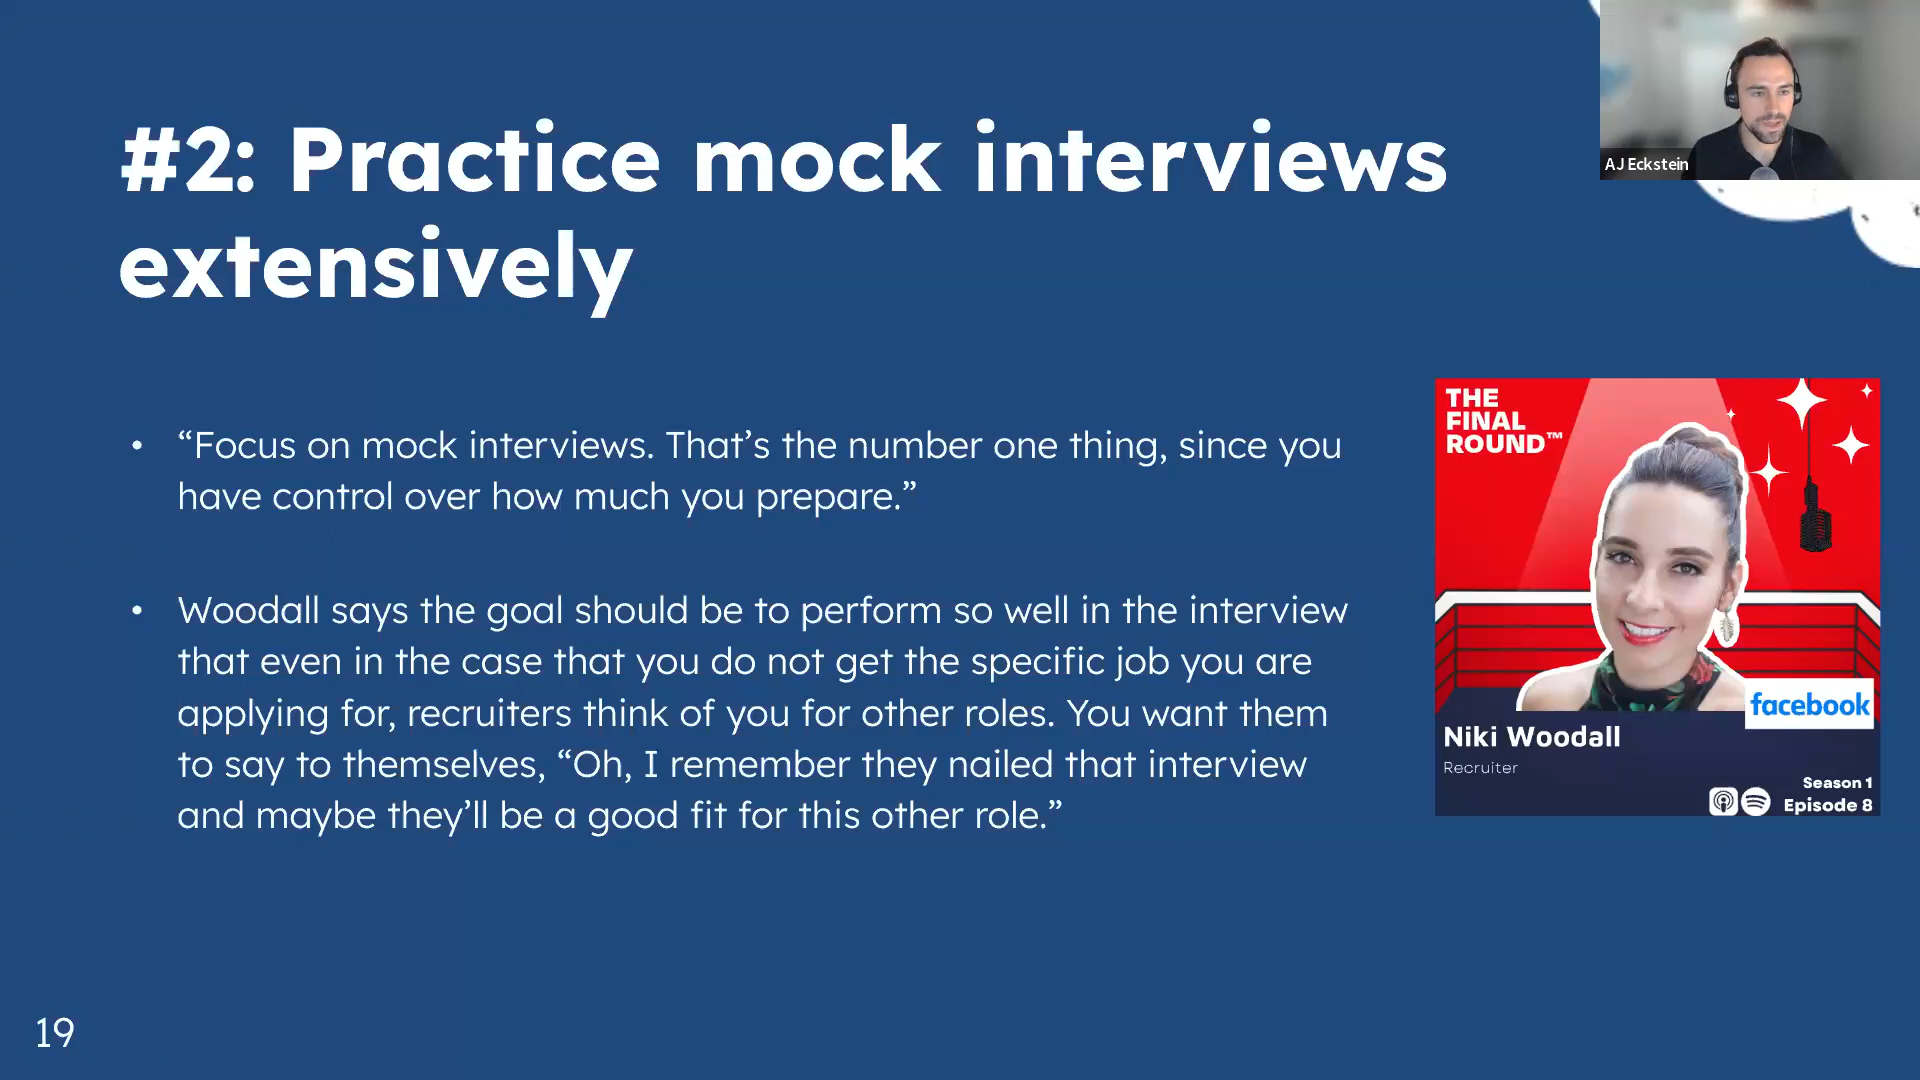 #2: Practice mock interviews
extensively
AJ Eckstein
• “Focus on mock interviews. That’s the number one thing, since you
have control over how much you prepare.”
• Woodall says the goal should be to perform so well in the interview
that even in the case that you do not get the specific job you are
applying for, recruiters think of you for other roles. You want them
to say to themselves, “Oh, I remember they nailed that interview
and maybe they’ll be a good fit for this other role.”
THE
FINAL
ROUND™
facebook
Niki Woodall
Recruiter
Season 1
Episode 8
19